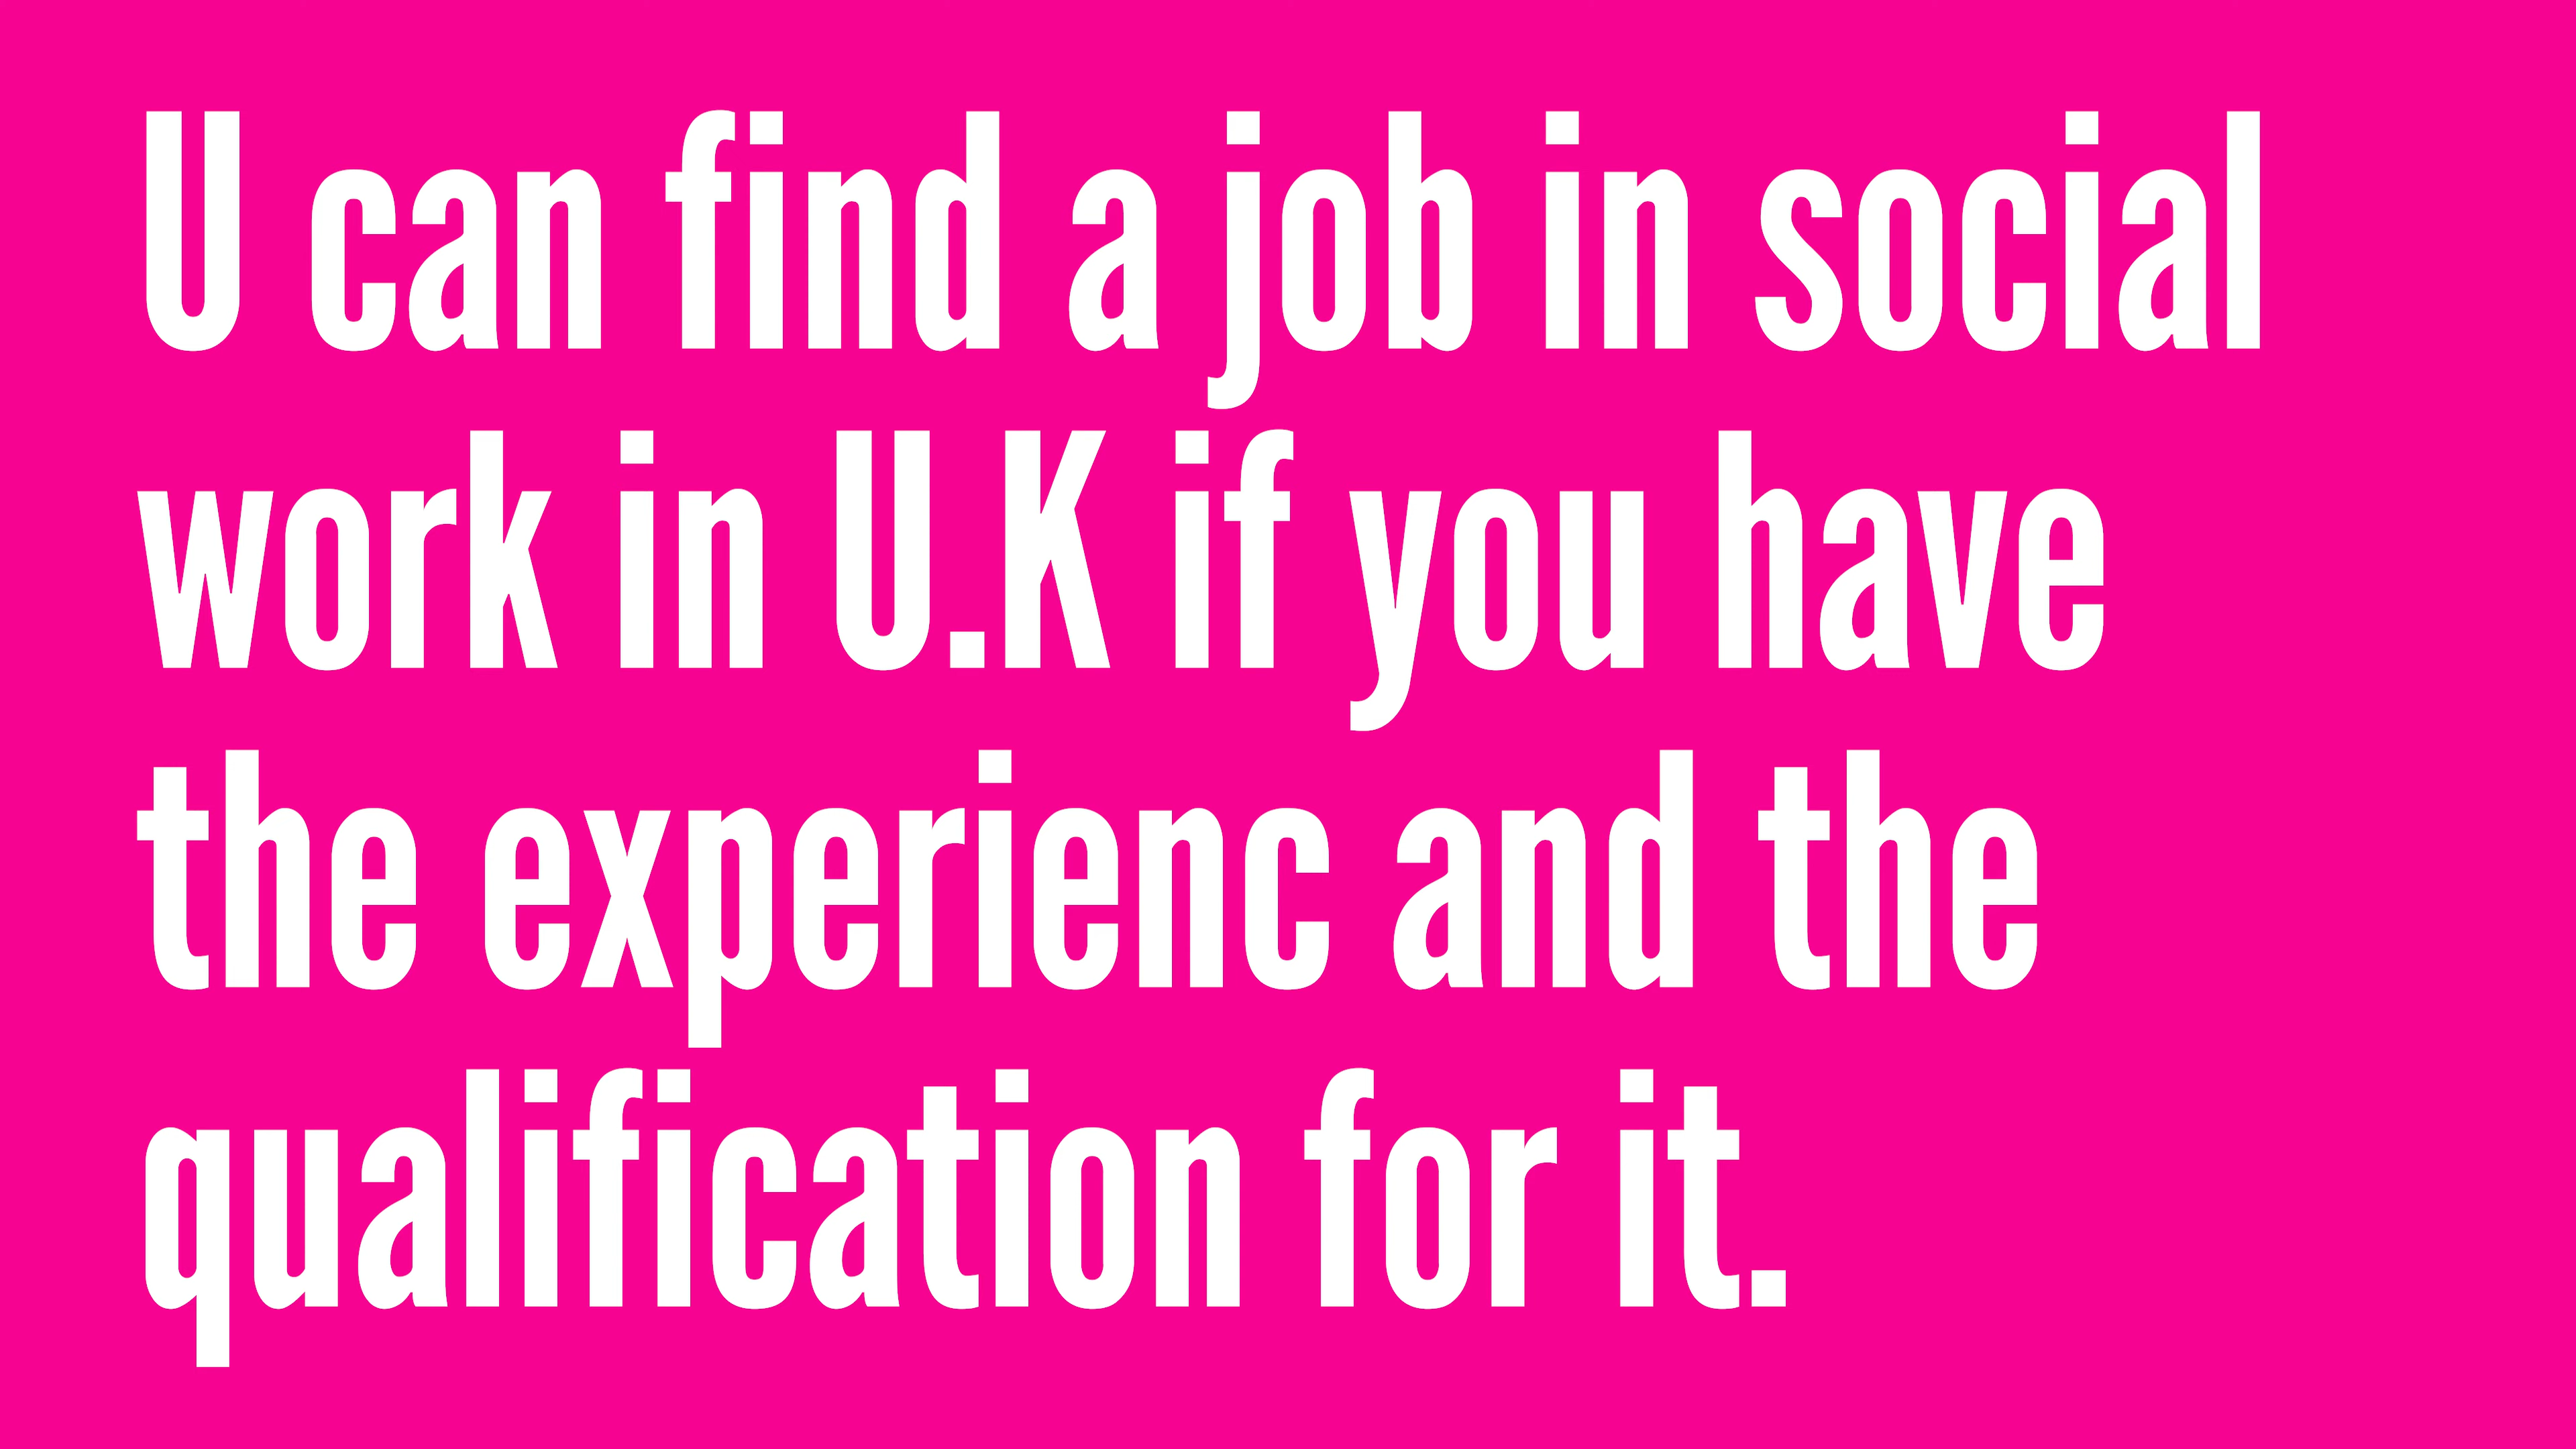 U can find a job in social
work in U.K if you have
the experienc and the
qualification for it.